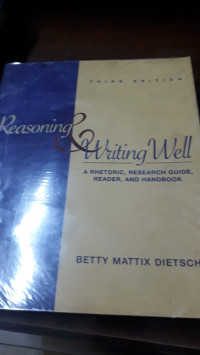 THIRD EDITION
Reasoning
& Writing Well
A RHETORIC, RESEARCH GUIDE,
READER, AND HANDBOOK
BETTY MATTIX DIETSCH